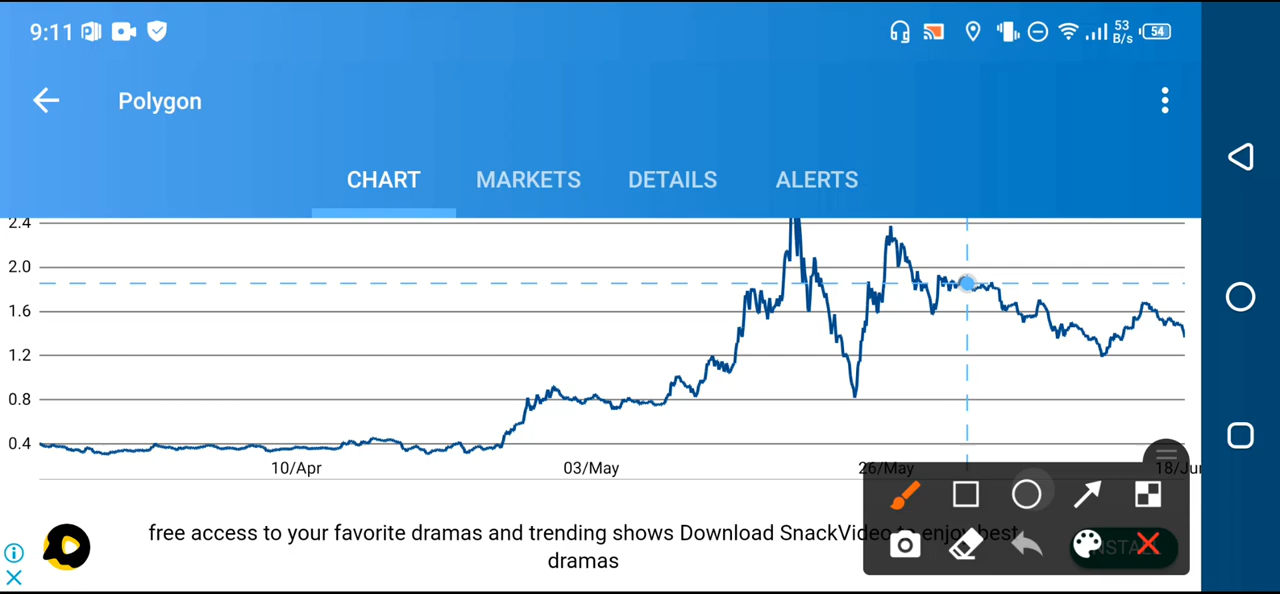 9:11 53 B/s 54
Polygon
CHART MARKETS DETAILS ALERTS
2.4
2.0
1.6
1.2
0.8
0.4
10/Apr 03/May 26/May 18/Jun
free access to your favorite dramas and trending shows Download SnackVideo to enjoy best
dramas